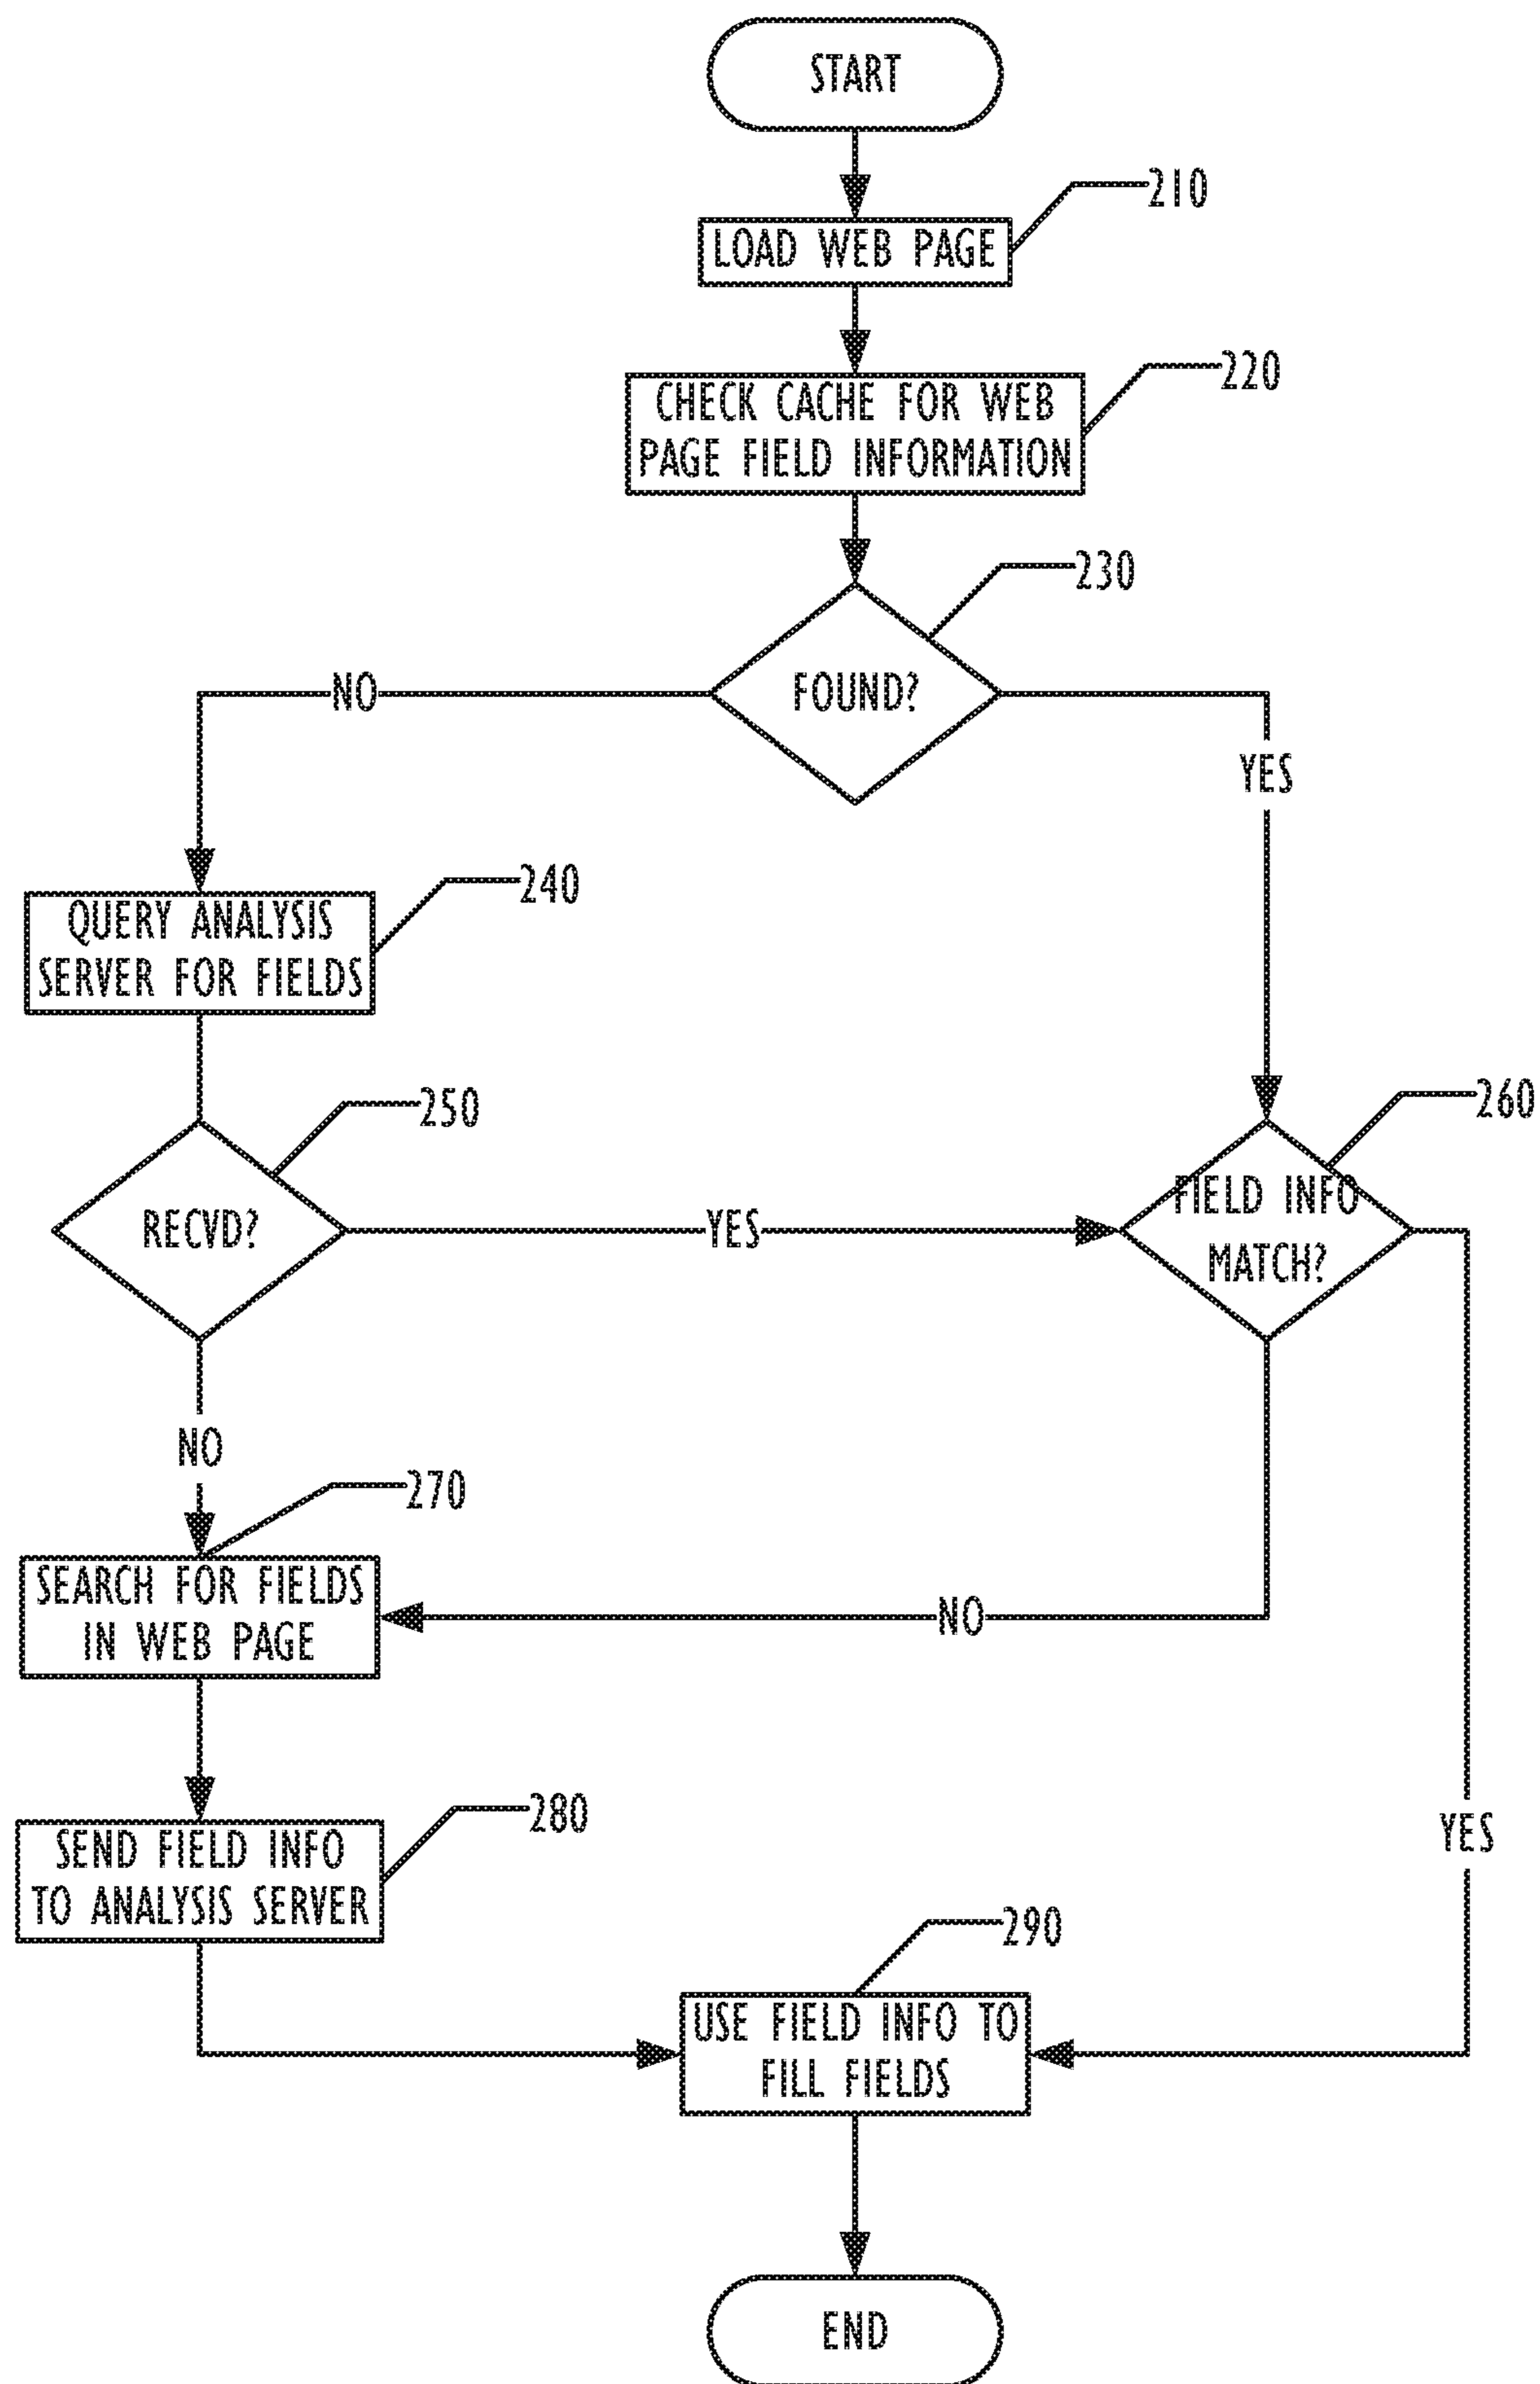 START
210
LOAD WEB PAGE
220
CHECK CACHE FOR WEB
PAGE FIELD INFORMATION
230
FOUND?
NO
YES
240
QUERY ANALYSIS
SERVER FOR FIELDS
250
RECVD?
YES
260
FIELD INFO
MATCH?
NO
270
SEARCH FOR FIELDS
IN WEB PAGE
NO
280
SEND FIELD INFO
TO ANALYSIS SERVER
YES
290
USE FIELD INFO TO
FILL FIELDS
END